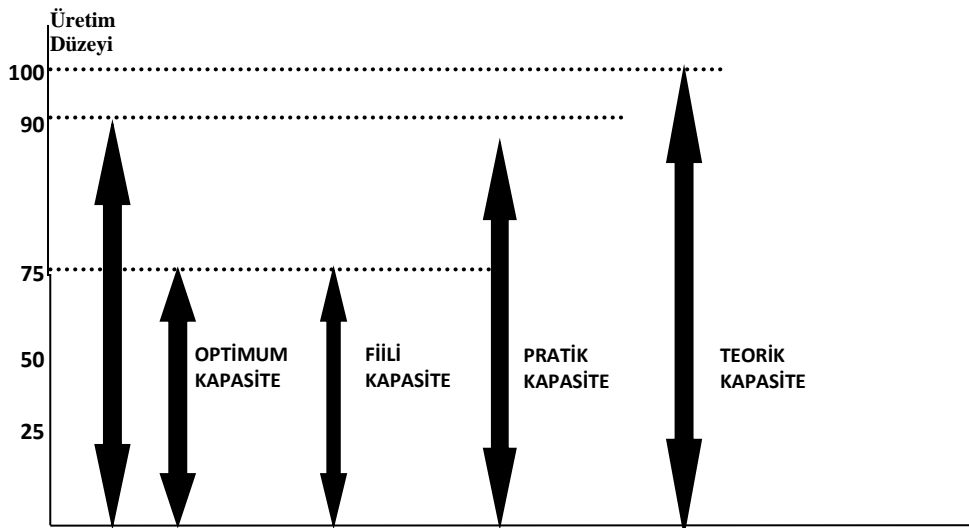 Üretim
Düzeyi
100
90
75
50
25
OPTİMUM
KAPASİTE
FİİLİ
KAPASİTE
PRATİK
KAPASİTE
TEORİK
KAPASİTE